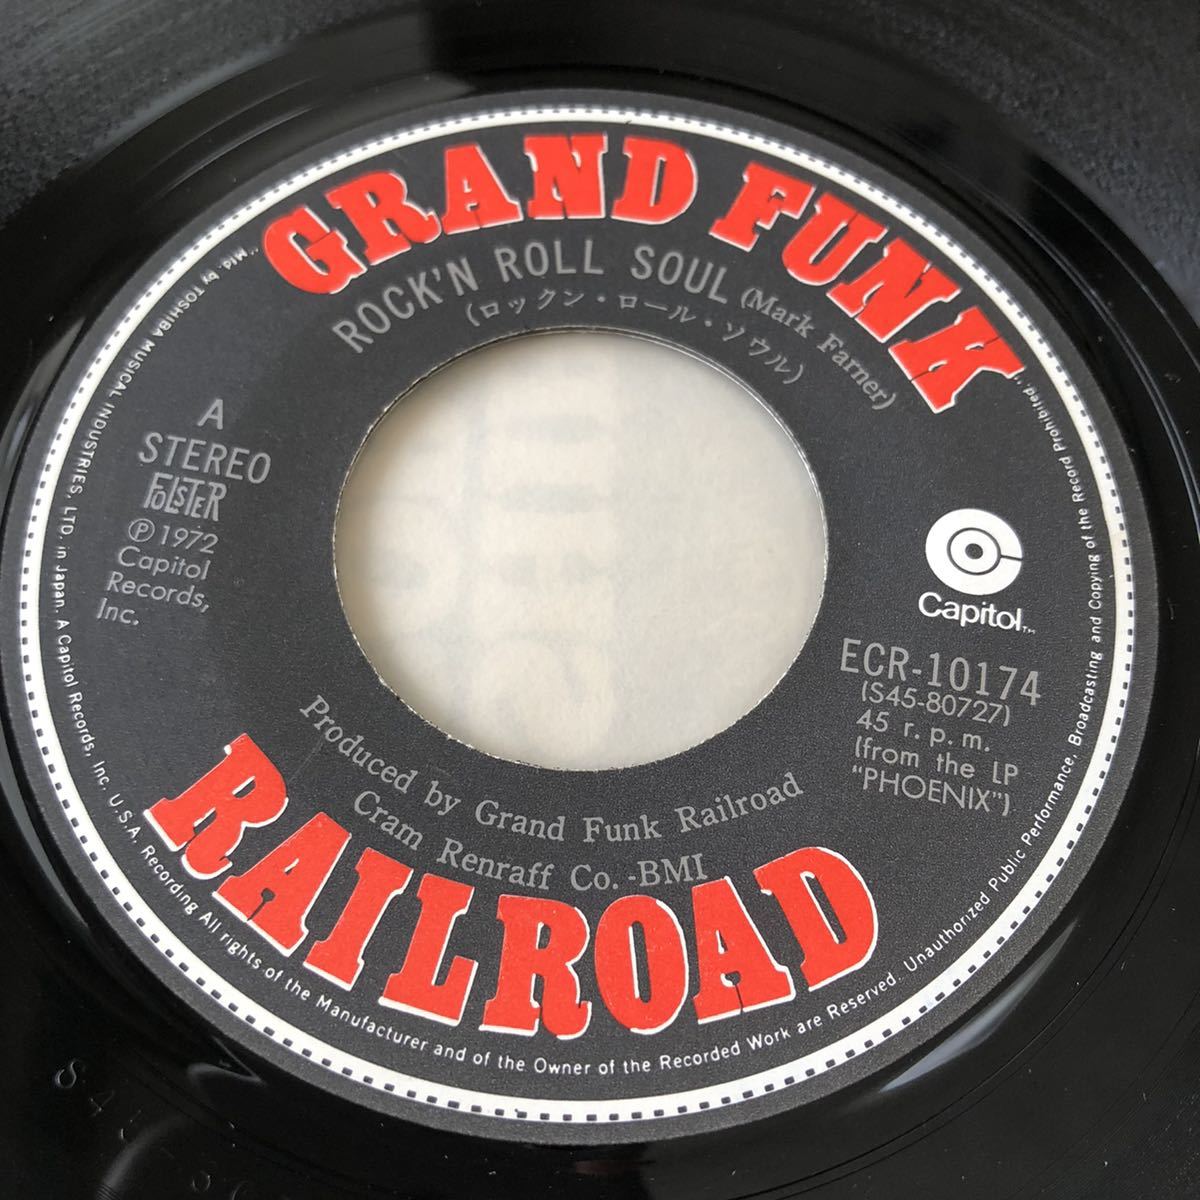 GRAND FUNK
ROCK'N ROLL SOUL (Mark Farner)
(ロックン・ロール・ソウル)
A
STEREO
FOLSTER
Ⓟ 1972
Capitol
Records,
Inc.
Capitol TM
ECR-10174
(S45-80727)
45 r.p.m.
(from the LP
"PHOENIX")
Produced by Grand Funk Railroad
Cram Renraff Co.-BMI
RAILROAD
"Mfd. by TOSHIBA MUSICAL INDUSTRIES, LTD. in Japan. A Capitol Records, Inc. U.S.A. Recording All rights of the Manufacturer and of the Owner of the Recorded Work are Reserved. Unauthorized Public Performance, Broadcasting and Copying of the Record Prohibited."